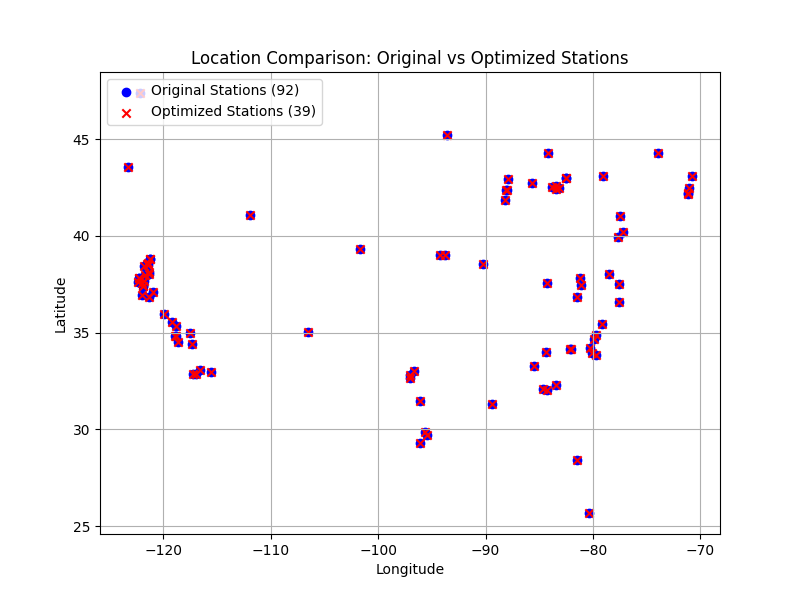 Location Comparison: Original vs Optimized Stations
Original Stations (92)
Optimized Stations (39)
45
40
35
30
25
−120
−110
−100
−90
−80
−70
Longitude
Latitude